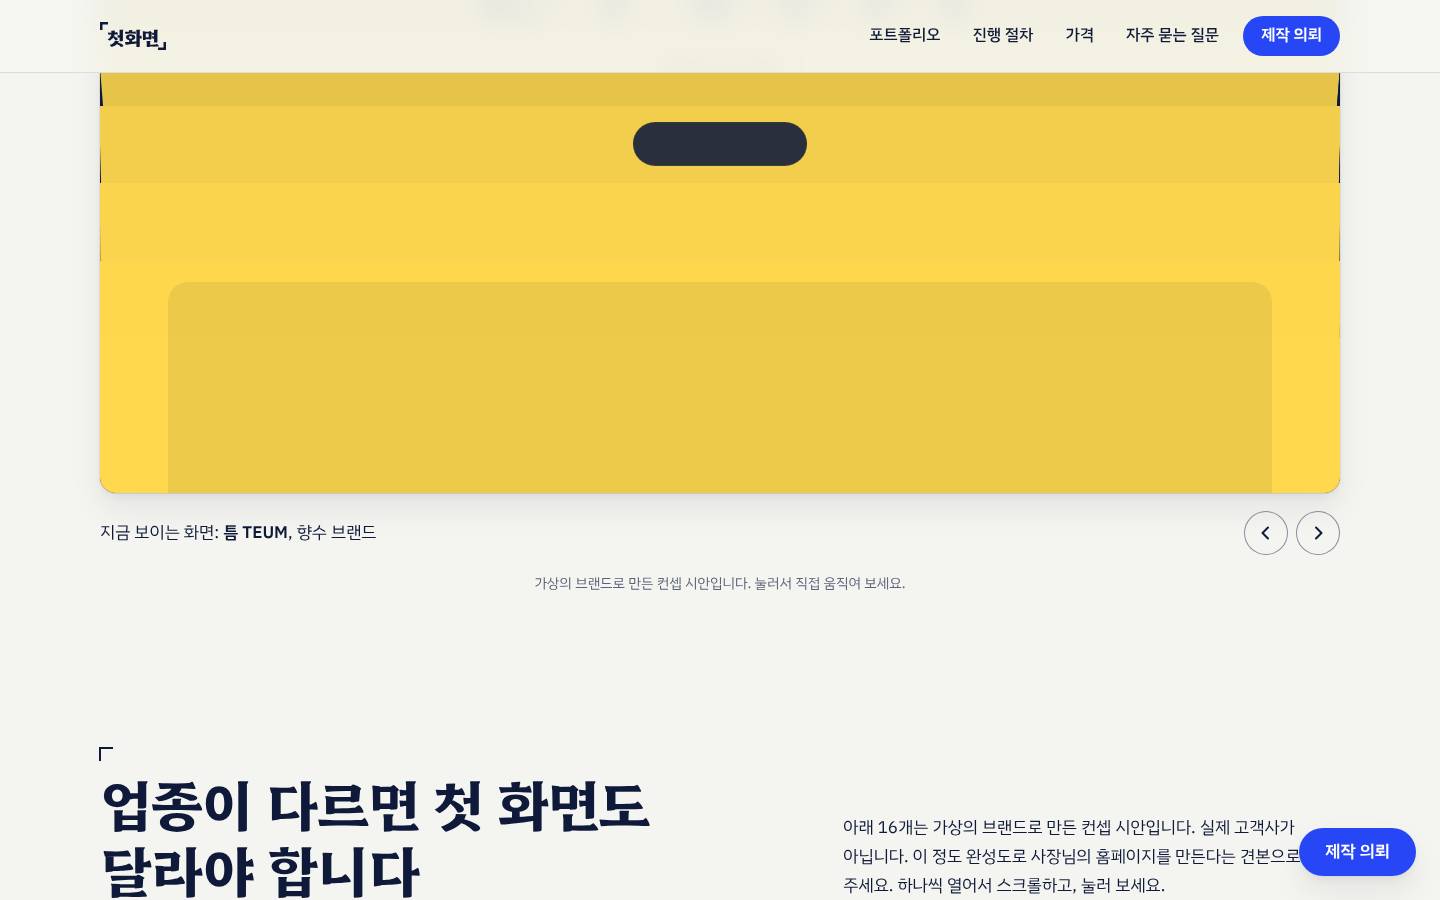 첫화면
포트폴리오
진행 절차
가격
자주 묻는 질문
제작 의뢰
지금 보이는 화면: 틈 TEUM, 향수 브랜드
가상의 브랜드로 만든 컨셉 시안입니다. 눌러서 직접 움직여 보세요.
업종이 다르면 첫 화면도
달라야 합니다
아래 16개는 가상의 브랜드로 만든 컨셉 시안입니다. 실제 고객사가
아닙니다. 이 정도 완성도로 사장님의 홈페이지를 만든다는 견본으로
주세요. 하나씩 열어서 스크롤하고, 눌러 보세요.
제작 의뢰